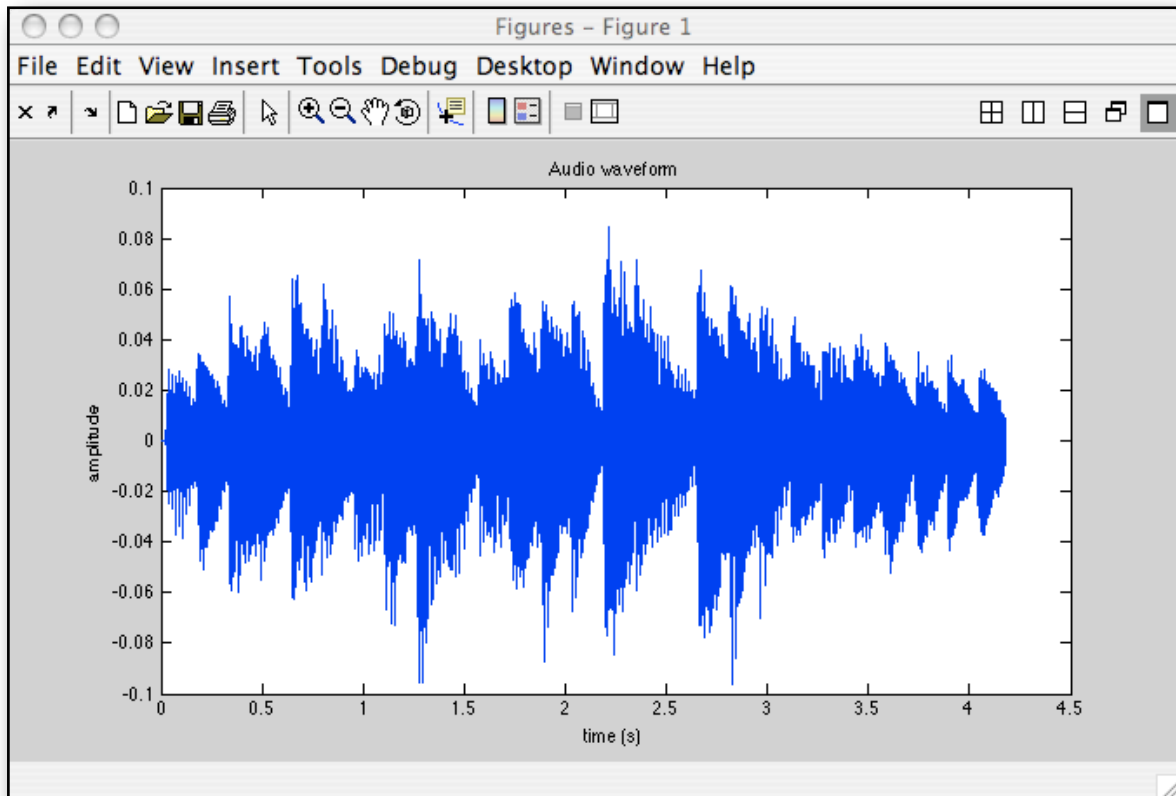 Figures – Figure 1
File Edit View Insert Tools Debug Desktop Window Help
Audio waveform
0.1
0.08
0.06
0.04
0.02
0
-0.02
-0.04
-0.06
-0.08
-0.1
amplitude
0 0.5 1 1.5 2 2.5 3 3.5 4 4.5
time (s)